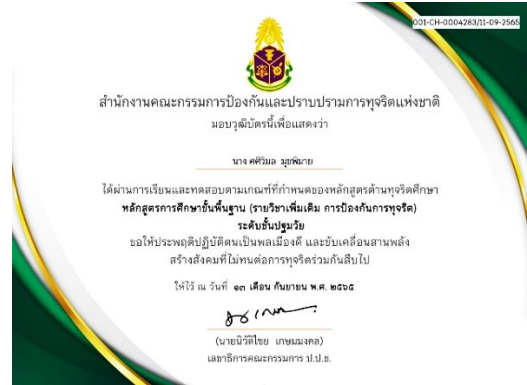 001-CH-0004283/11-09-2565
สำนักงานคณะกรรมการป้องกันและปราบปรามการทุจริตแห่งชาติ
มอบวุฒิบัตรนี้เพื่อแสดงว่า
นาง ศศิวิมล มุขพิมาย
ได้ผ่านการเรียนและทดสอบตามเกณฑ์ที่กำหนดของหลักสูตรต้านทุจริตศึกษา
หลักสูตรการศึกษาขั้นพื้นฐาน (รายวิชาเพิ่มเติม การป้องกันการทุจริต)
ระดับชั้นปฐมวัย
ขอให้ประพฤติปฏิบัติตนเป็นพลเมืองดี และขับเคลื่อนสานพลัง
สร้างสังคมที่ไม่ทนต่อการทุจริตร่วมกันสืบไป
ให้ไว้ ณ วันที่ ๑๓ เดือน กันยายน พ.ศ. ๒๕๖๕
(นายนิวัติไชย เกษมมงคล)
เลขาธิการคณะกรรมการ ป.ป.ช.